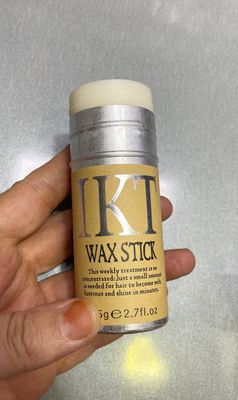 IKT
WAX STICK
This weekly treatment is so
concentrated: Just a small amount
is needed for hair to become soft,
lustrous and shine in minutes.
5g e 2.7fl.oz